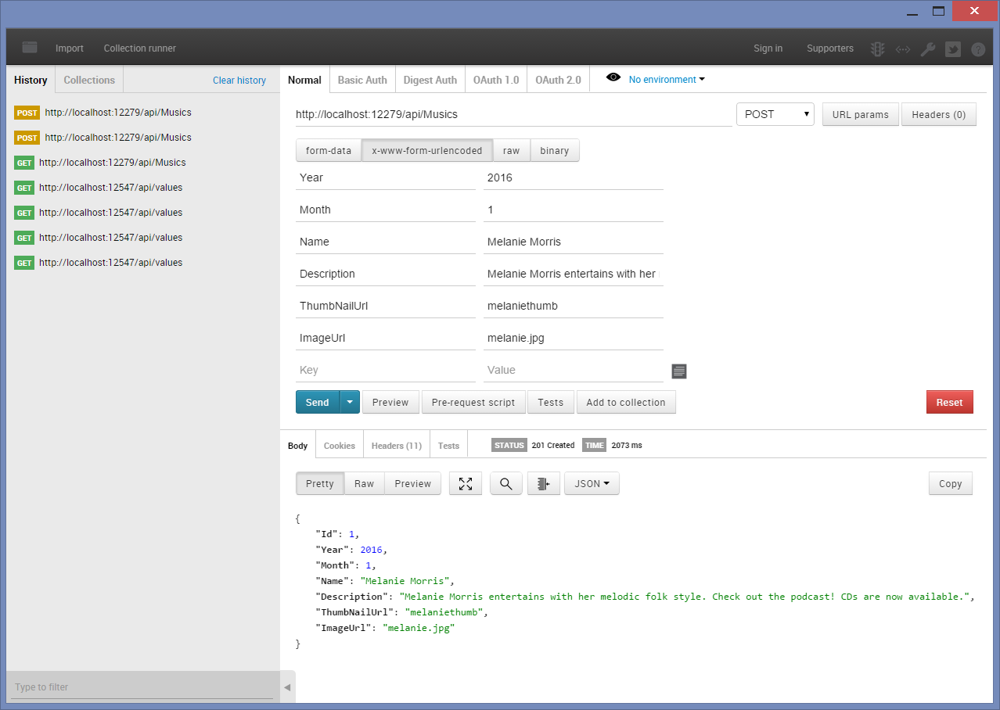 Import Collection runner Sign in Supporters
History Collections Clear history
POST http://localhost:12279/api/Musics
POST http://localhost:12279/api/Musics
GET http://localhost:12279/api/Musics
GET http://localhost:12547/api/values
GET http://localhost:12547/api/values
GET http://localhost:12547/api/values
GET http://localhost:12547/api/values
Type to filter
Normal Basic Auth Digest Auth OAuth 1.0 OAuth 2.0 No environment
http://localhost:12279/api/Musics POST URL params Headers (0)
form-data x-www-form-urlencoded raw binary
Year 2016
Month 1
Name Melanie Morris
Description Melanie Morris entertains with her
ThumbNailUrl melaniethumb
ImageUrl melanie.jpg
Key Value
Send Preview Pre-request script Tests Add to collection Reset
Body Cookies Headers (11) Tests STATUS 201 Created TIME 2073 ms
Pretty Raw Preview JSON Copy
{
"Id": 1,
"Year": 2016,
"Month": 1,
"Name": "Melanie Morris",
"Description": "Melanie Morris entertains with her melodic folk style. Check out the podcast! CDs are now available.",
"ThumbNailUrl": "melaniethumb",
"ImageUrl": "melanie.jpg"
}